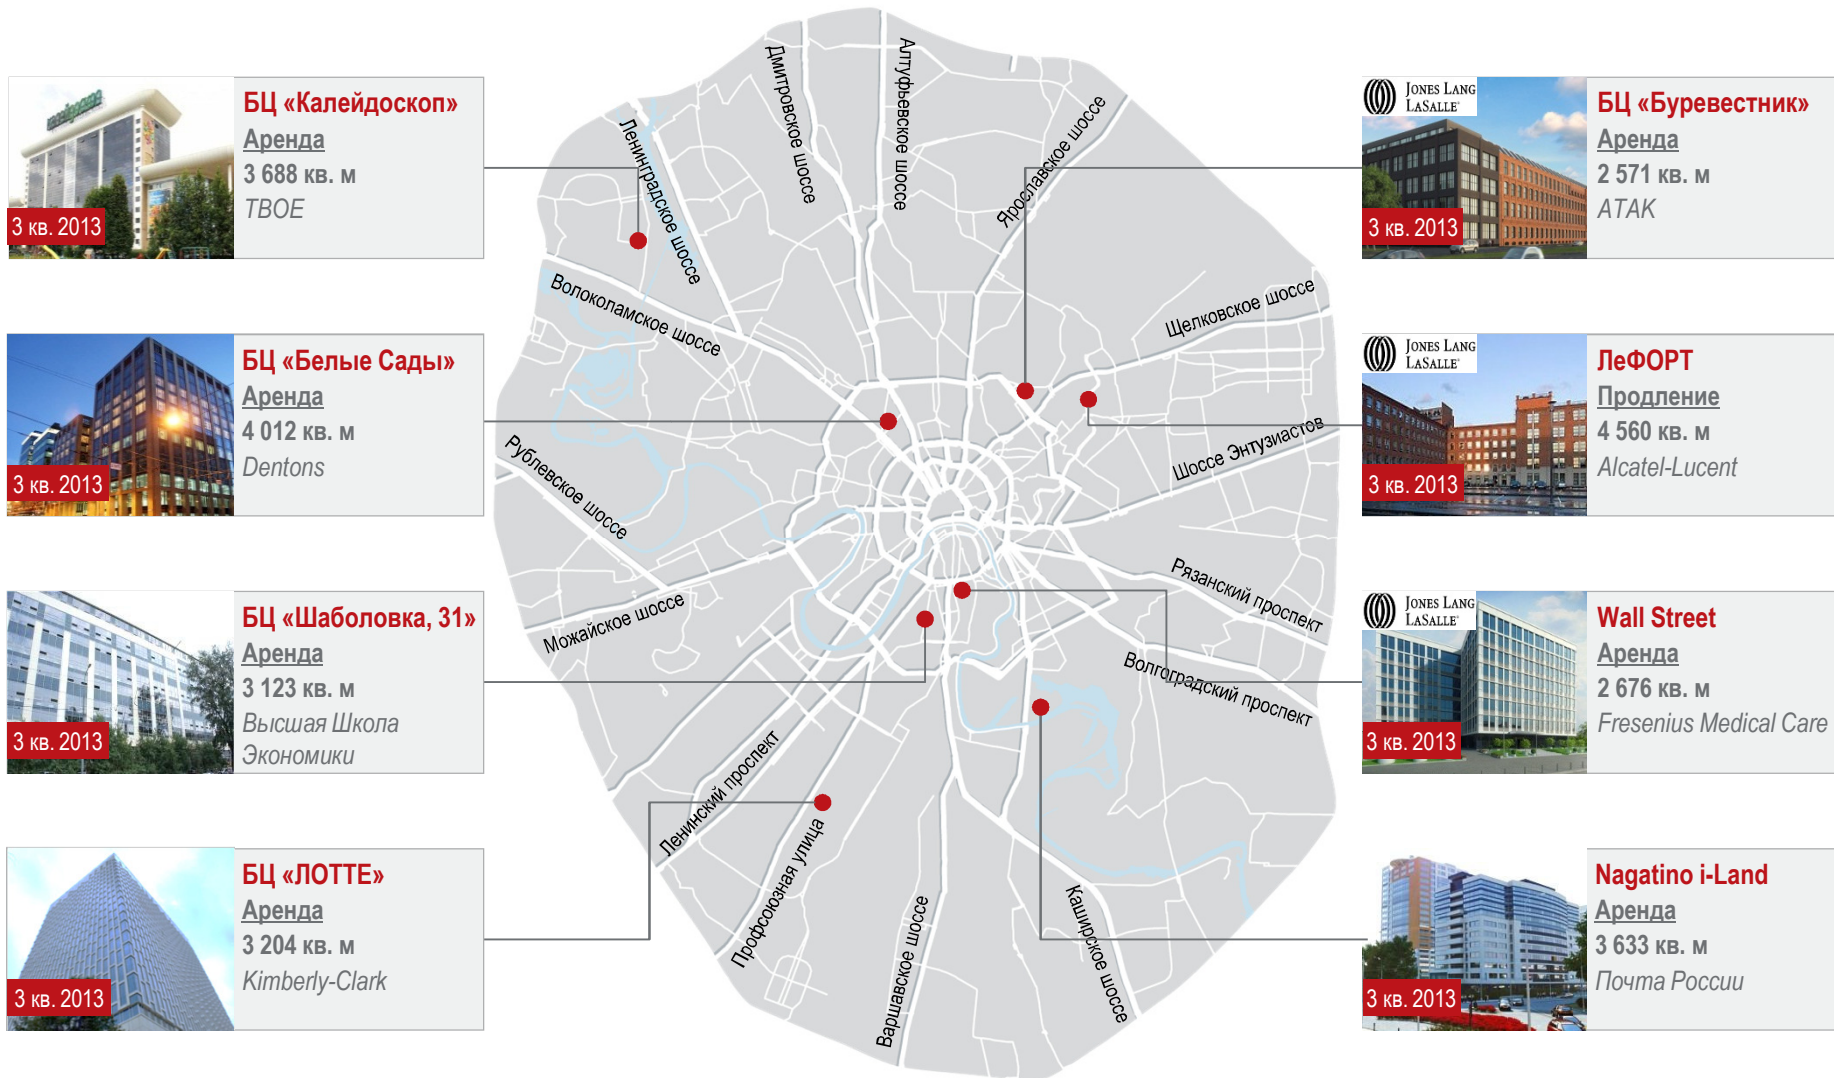 БЦ «Калейдоскоп»
Аренда
3 688 кв. м
ТВОЕ
3 кв. 2013
БЦ «Белые Сады»
Аренда
4 012 кв. м
Dentons
3 кв. 2013
БЦ «Шаболовка, 31»
Аренда
3 123 кв. м
Высшая Школа
Экономики
3 кв. 2013
БЦ «ЛОТТЕ»
Аренда
3 204 кв. м
Kimberly-Clark
3 кв. 2013
Дмитровское шоссе
Алтуфьевское шоссе
Ленинградское шоссе
Ярославское шоссе
Волоколамское шоссе
Щелковское шоссе
Рублевское шоссе
Шоссе Энтузиастов
Можайское шоссе
Рязанский проспект
Волгоградский проспект
Ленинский проспект
Профсоюзная улица
Варшавское шоссе
Каширское шоссе
JONES LANG
LASALLE®
БЦ «Буревестник»
Аренда
2 571 кв. м
АТАК
3 кв. 2013
JONES LANG
LASALLE®
ЛеФОРТ
Продление
4 560 кв. м
Alcatel-Lucent
3 кв. 2013
JONES LANG
LASALLE®
Wall Street
Аренда
2 676 кв. м
Fresenius Medical Care
3 кв. 2013
Nagatino i-Land
Аренда
3 633 кв. м
Почта России
3 кв. 2013